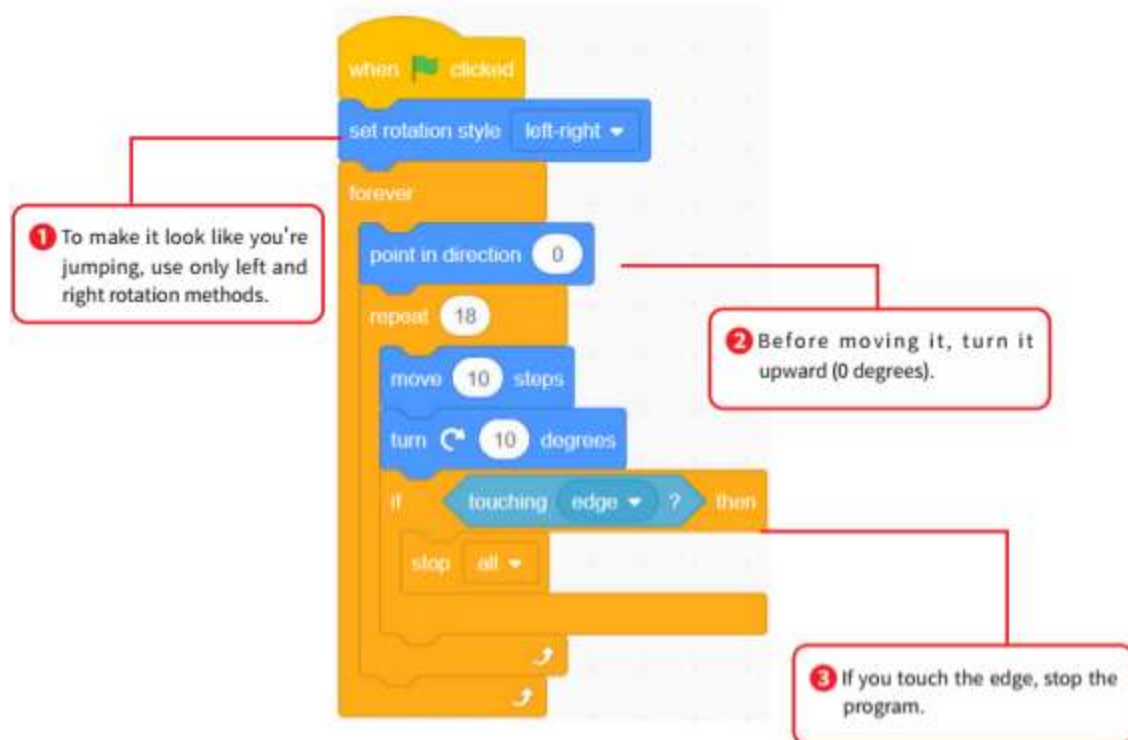 when clicked
set rotation style left-right
forever
1 To make it look like you're
jumping, use only left and
right rotation methods.
point in direction 0
repeat 18
2 Before moving it, turn it
upward (0 degrees).
move 10 steps
turn 10 degrees
if touching edge ? then
stop all
3 If you touch the edge, stop the
program.